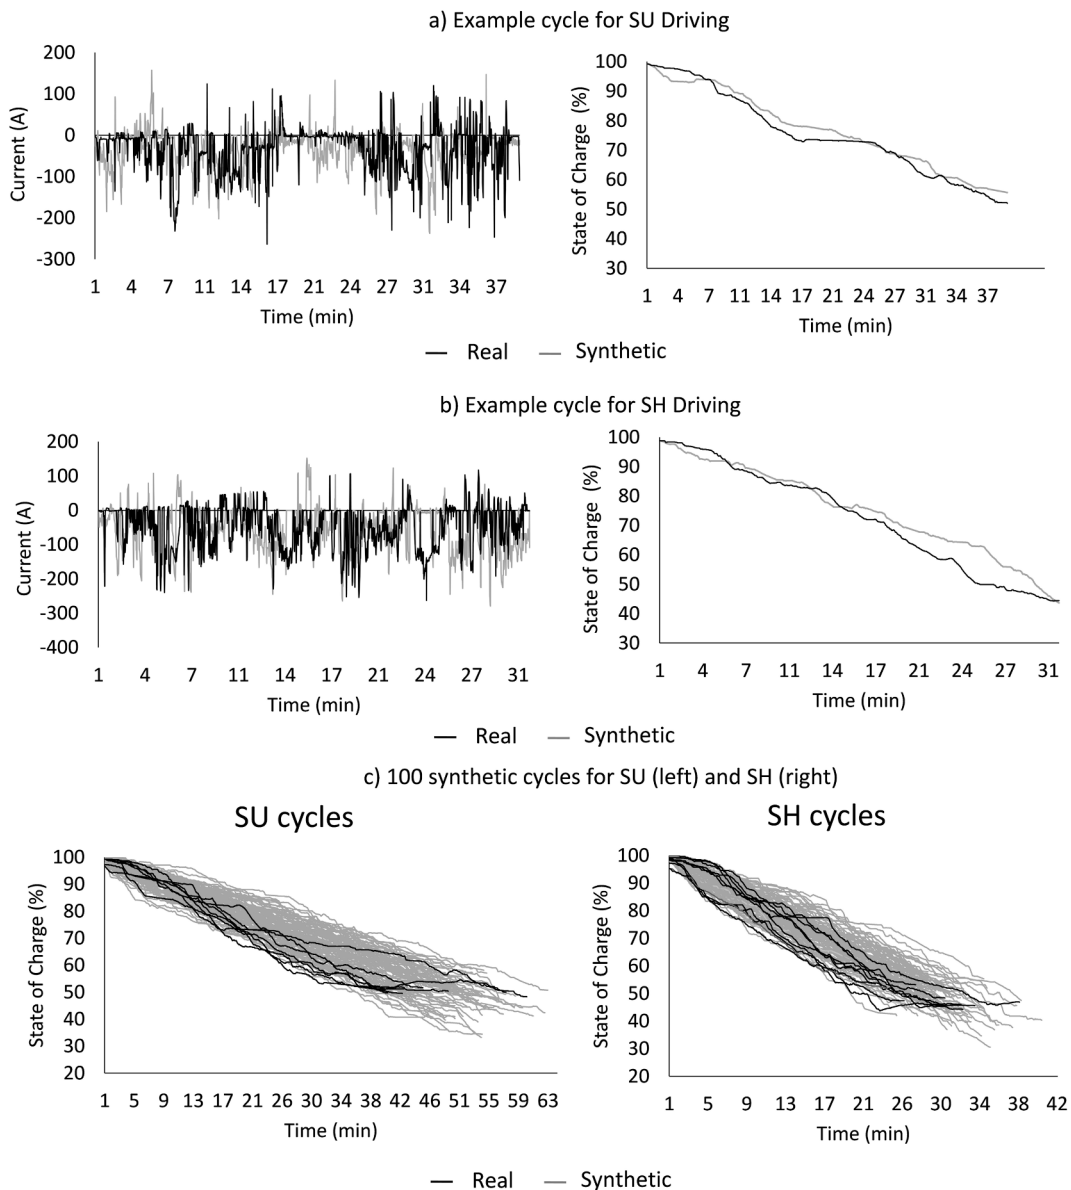 a) Example cycle for SU Driving
200
100
0
-100
-200
-300
Current (A)
1 4 7 11 14 17 21 24 27 31 34 37
Time (min)
100
90
80
70
60
50
40
30
State of Charge (%)
1 4 7 11 14 17 21 24 27 31 34 37
Time (min)
Real Synthetic
b) Example cycle for SH Driving
200
100
0
-100
-200
-300
-400
Current (A)
1 4 7 11 14 17 21 24 27 31
Time (min)
100
90
80
70
60
50
40
30
State of Charge (%)
1 4 7 11 14 17 21 24 27 31
Time (min)
Real Synthetic
c) 100 synthetic cycles for SU (left) and SH (right)
SU cycles
100
90
80
70
60
50
40
30
20
State of Charge (%)
1 5 9 13 17 21 26 30 34 38 42 46 51 55 59 63
Time (min)
SH cycles
100
90
80
70
60
50
40
30
20
State of Charge (%)
1 5 9 13 17 21 26 30 34 38 42
Time (min)
Real Synthetic